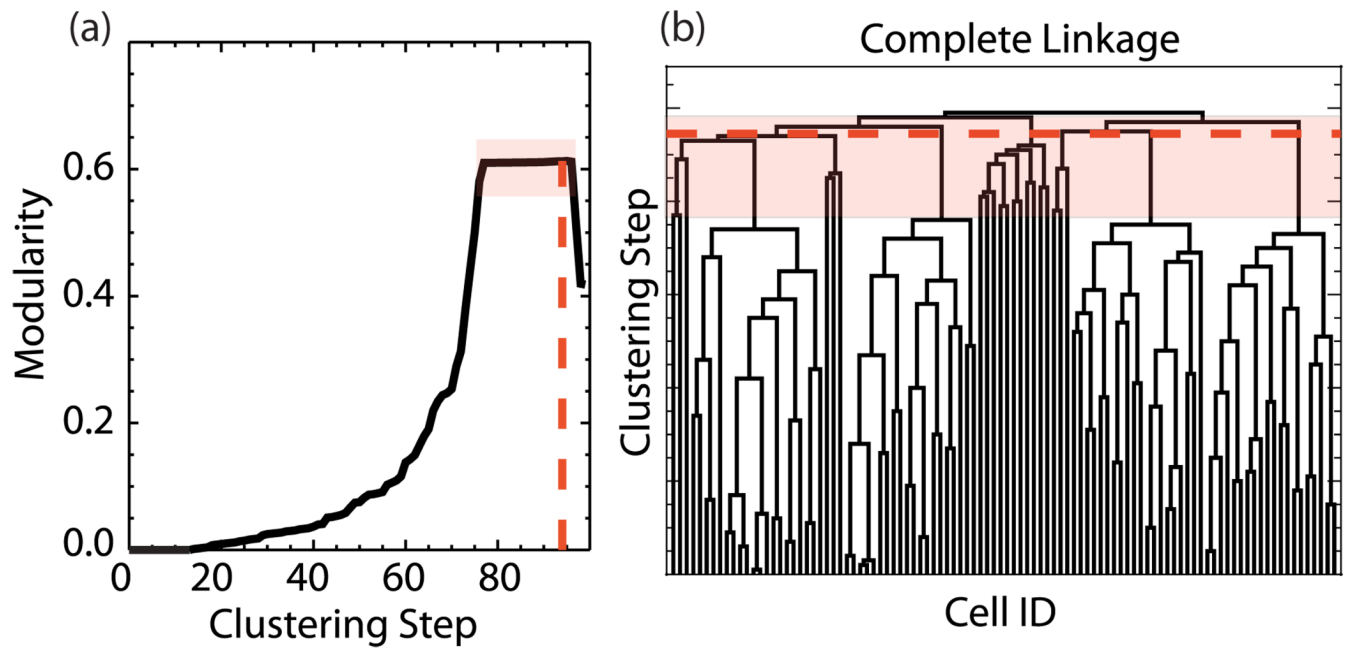 (a)
Modularity
0.6
0.4
0.2
0.0
0 20 40 60 80
Clustering Step
(b)
Complete Linkage
Clustering Step
Cell ID